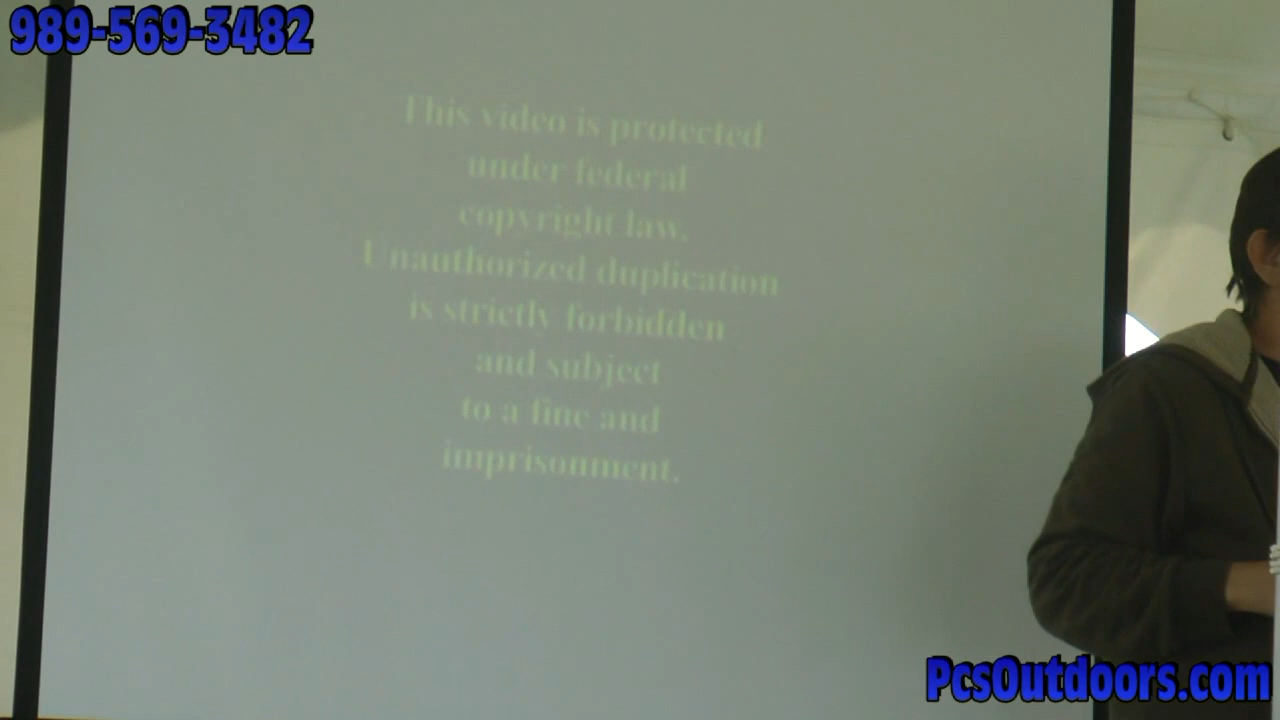 989-569-3482
This video is protected
under federal
copyright law.
Unauthorized duplication
is strictly forbidden
and subject
to a fine and
imprisonment.
PcsOutdoors.com